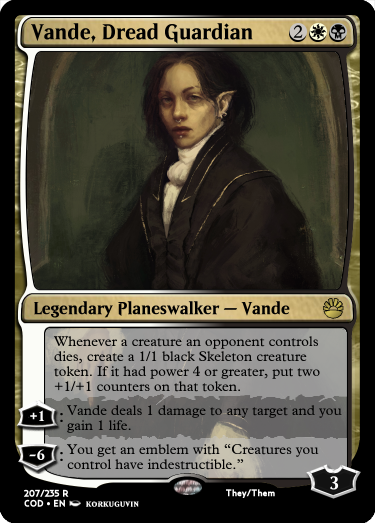 Vande, Dread Guardian 2
Legendary Planeswalker — Vande
Whenever a creature an opponent controls
dies, create a 1/1 black Skeleton creature
token. If it had power 4 or greater, put two
+1/+1 counters on that token.
+1: Vande deals 1 damage to any target and you
gain 1 life.
-6: You get an emblem with “Creatures you
control have indestructible.”
3
207/235 R
COD • EN KORKUGUVIN
They/Them